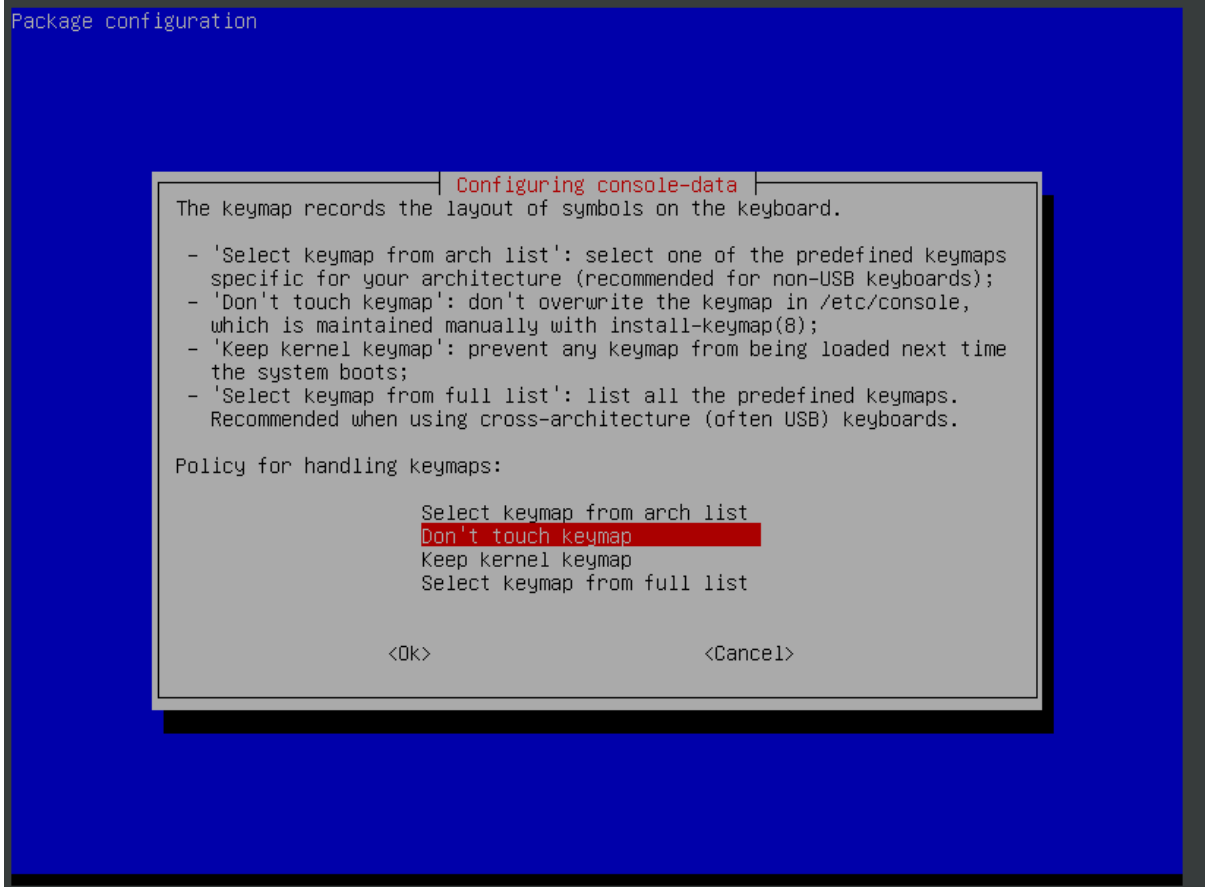 Package configuration
Configuring console-data
The keymap records the layout of symbols on the keyboard.
- 'Select keymap from arch list': select one of the predefined keymaps
specific for your architecture (recommended for non-USB keyboards);
- 'Don't touch keymap': don't overwrite the keymap in /etc/console,
which is maintained manually with install-keymap(8);
- 'Keep kernel keymap': prevent any keymap from being loaded next time
the system boots;
- 'Select keymap from full list': list all the predefined keymaps.
Recommended when using cross-architecture (often USB) keyboards.
Policy for handling keymaps:
Select keymap from arch list
Don't touch keymap
Keep kernel keymap
Select keymap from full list
<Ok> <Cancel>